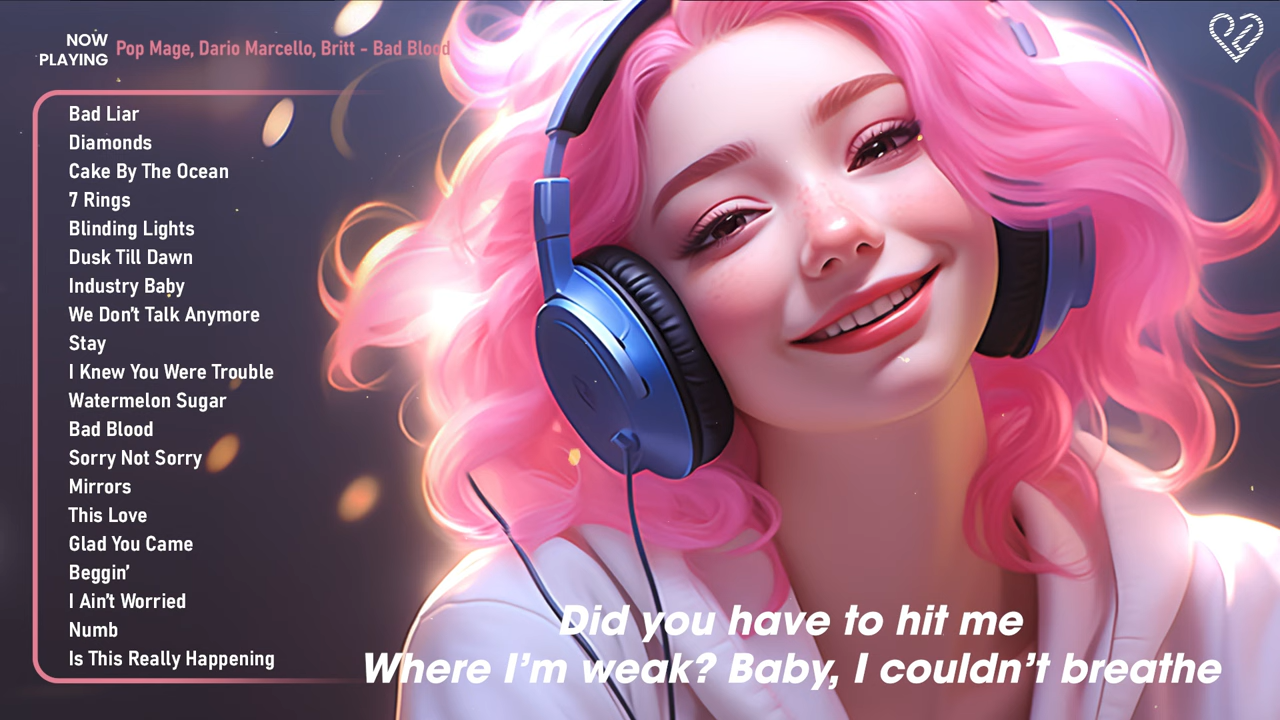 NOW
PLAYING
Pop Mage, Dario Marcello, Britt - Bad Blood
Bad Liar
Diamonds
Cake By The Ocean
7 Rings
Blinding Lights
Dusk Till Dawn
Industry Baby
We Don't Talk Anymore
Stay
I Knew You Were Trouble
Watermelon Sugar
Bad Blood
Sorry Not Sorry
Mirrors
This Love
Glad You Came
Beggin'
I Ain't Worried
Numb
Is This Really Happening
Did you have to hit me
Where I'm weak? Baby, I couldn't breathe